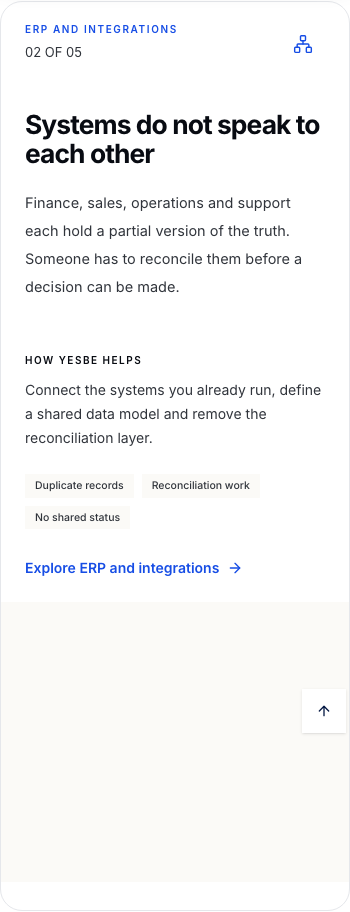 ERP AND INTEGRATIONS
02 OF 05
Systems do not speak to
each other
Finance, sales, operations and support
each hold a partial version of the truth.
Someone has to reconcile them before a
decision can be made.
HOW YESBE HELPS
Connect the systems you already run, define
a shared data model and remove the
reconciliation layer.
Duplicate records
Reconciliation work
No shared status
Explore ERP and integrations